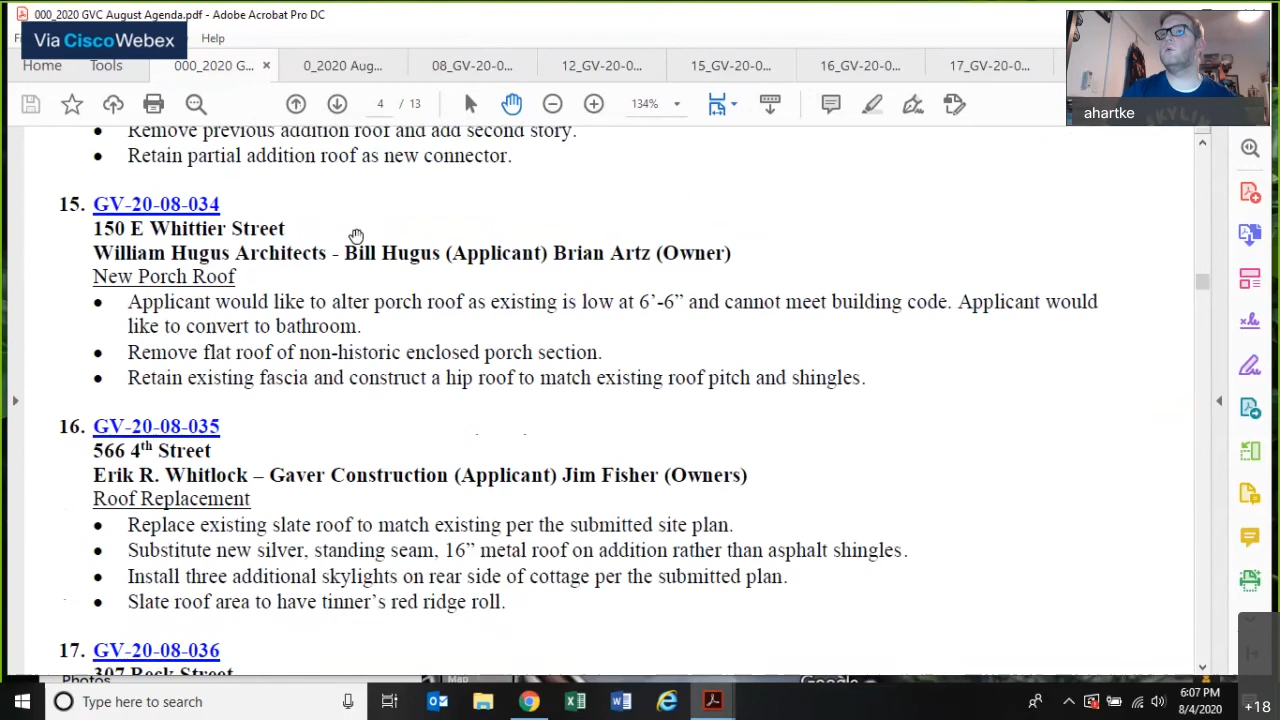 000_2020 GVC August Agenda.pdf - Adobe Acrobat Pro DC
Via CiscoWebex
Help
Home
Tools
000_2020 G... ×
0_2020 Aug...
08_GV-20-0...
12_GV-20-0...
15_GV-20-0...
16_GV-20-0...
17_GV-20-0...
ahartke
4 / 13
134%
• Remove previous addition roof and add second story.
• Retain partial addition roof as new connector.
15. GV-20-08-034
150 E Whittier Street
William Hugus Architects - Bill Hugus (Applicant) Brian Artz (Owner)
New Porch Roof
• Applicant would like to alter porch roof as existing is low at 6’-6” and cannot meet building code. Applicant would
like to convert to bathroom.
• Remove flat roof of non-historic enclosed porch section.
• Retain existing fascia and construct a hip roof to match existing roof pitch and shingles.
16. GV-20-08-035
566 4th Street
Erik R. Whitlock – Gaver Construction (Applicant) Jim Fisher (Owners)
Roof Replacement
• Replace existing slate roof to match existing per the submitted site plan.
• Substitute new silver, standing seam, 16” metal roof on addition rather than asphalt shingles.
• Install three additional skylights on rear side of cottage per the submitted plan.
• Slate roof area to have tinner’s red ridge roll.
17. GV-20-08-036
307 Beck Street
Photos
Map
Google
Type here to search
6:07 PM
8/4/2020
+18